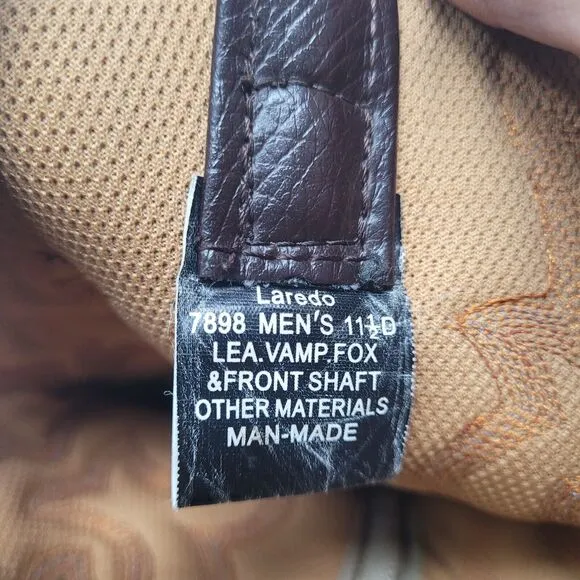 Laredo
7898 MEN'S 11½D
LEA.VAMP.FOX
&FRONT SHAFT
OTHER MATERIALS
MAN-MADE